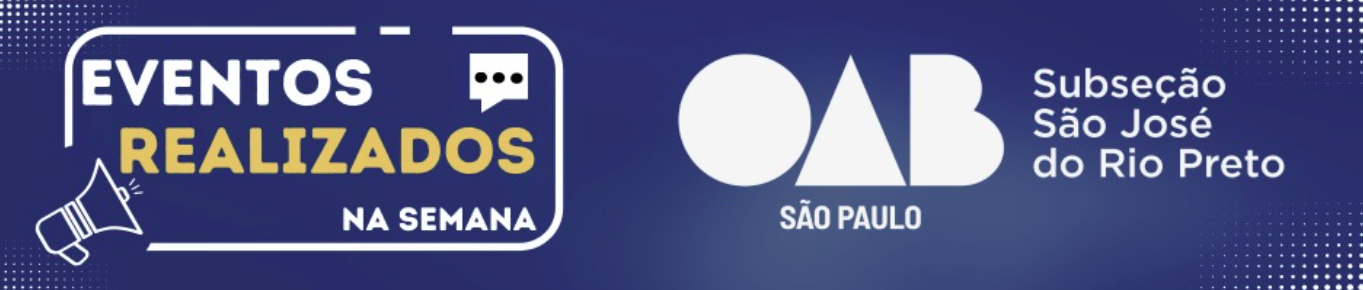 EVENTOS
REALIZADOS
NA SEMANA
OAB
SÃO PAULO
Subseção
São José
do Rio Preto